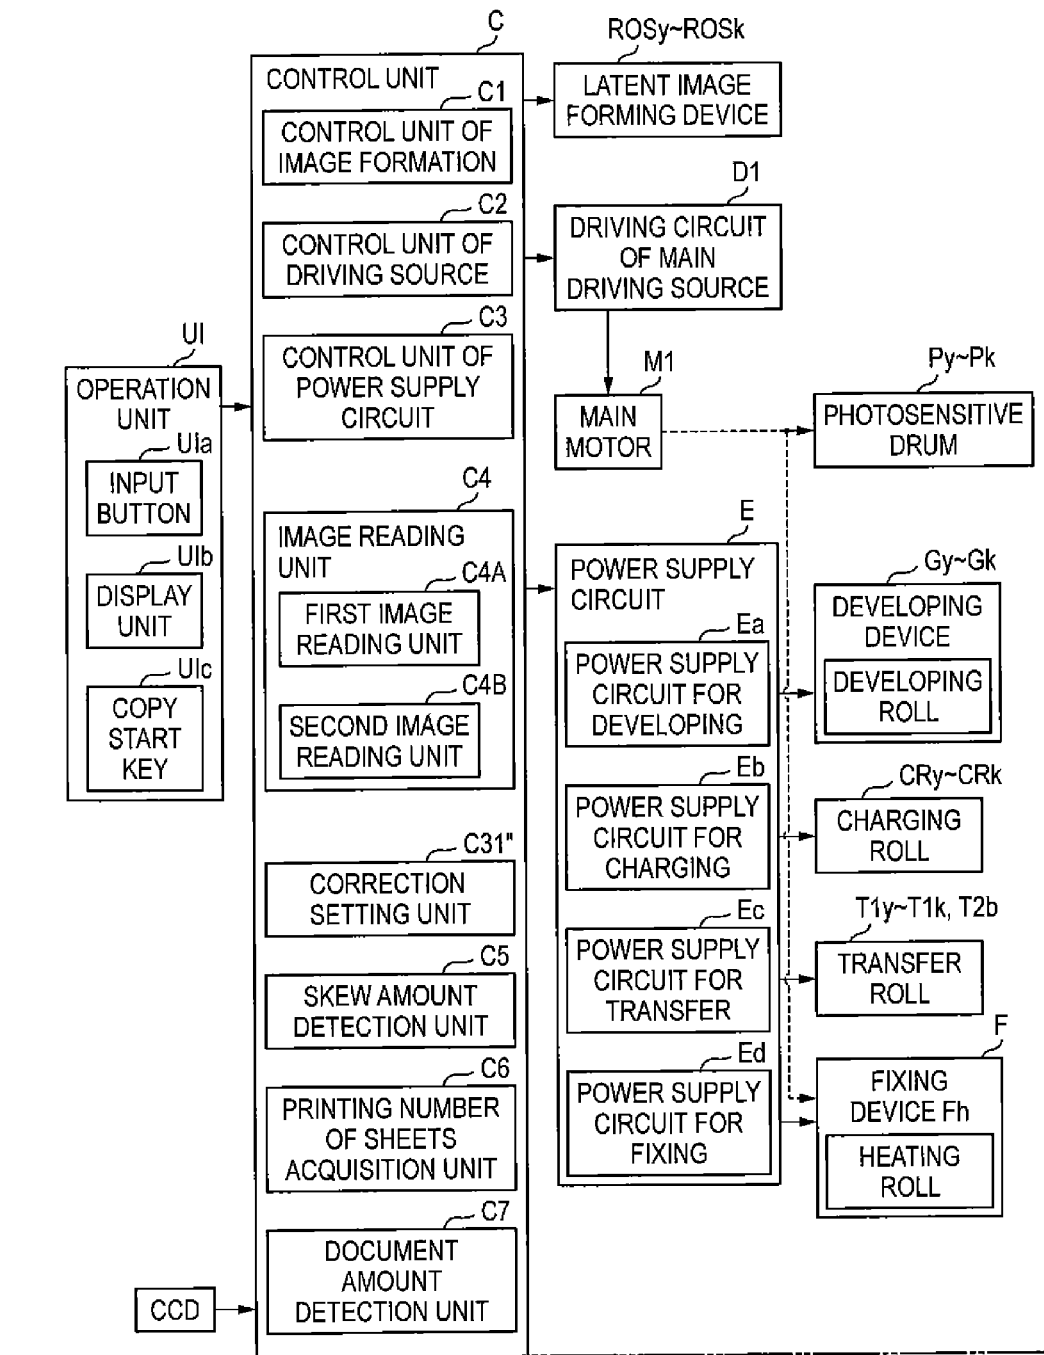 UI
OPERATION
UNIT
UIa
INPUT
BUTTON
UIb
DISPLAY
UNIT
UIc
COPY
START
KEY
CCD
C
CONTROL UNIT
C1
CONTROL UNIT OF
IMAGE FORMATION
C2
CONTROL UNIT OF
DRIVING SOURCE
C3
CONTROL UNIT OF
POWER SUPPLY
CIRCUIT
C4
IMAGE READING
UNIT
C4A
FIRST IMAGE
READING UNIT
C4B
SECOND IMAGE
READING UNIT
C31"
CORRECTION
SETTING UNIT
C5
SKEW AMOUNT
DETECTION UNIT
C6
PRINTING NUMBER
OF SHEETS
ACQUISITION UNIT
C7
DOCUMENT
AMOUNT
DETECTION UNIT
ROSy~ROSk
LATENT IMAGE
FORMING DEVICE
D1
DRIVING CIRCUIT
OF MAIN
DRIVING SOURCE
M1
MAIN
MOTOR
Py~Pk
PHOTOSENSITIVE
DRUM
E
POWER SUPPLY
CIRCUIT
Ea
POWER SUPPLY
CIRCUIT FOR
DEVELOPING
Eb
POWER SUPPLY
CIRCUIT FOR
CHARGING
Ec
POWER SUPPLY
CIRCUIT FOR
TRANSFER
Ed
POWER SUPPLY
CIRCUIT FOR
FIXING
Gy~Gk
DEVELOPING
DEVICE
DEVELOPING
ROLL
CRy~CRk
CHARGING
ROLL
T1y~T1k, T2b
TRANSFER
ROLL
F
FIXING
DEVICE Fh
HEATING
ROLL